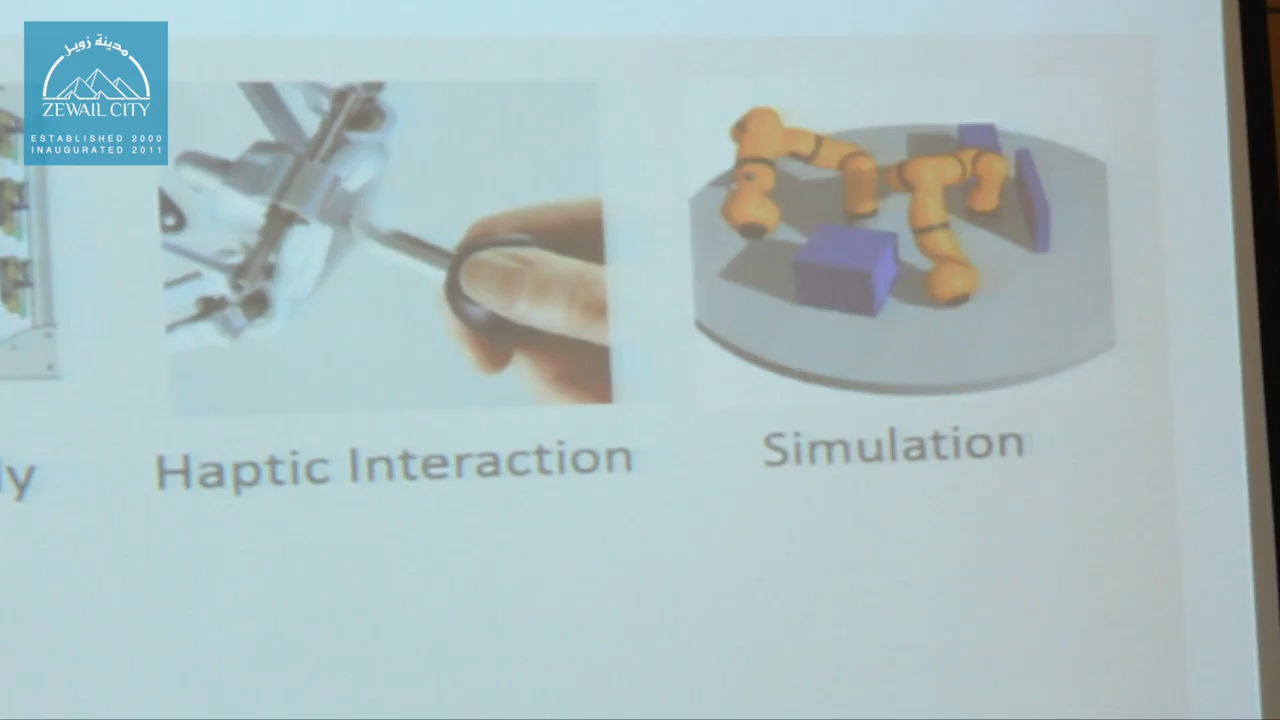 مدينة زويل
ZEWAIL CITY
ESTABLISHED 2000
INAUGURATED 2011
Haptic Interaction
Simulation